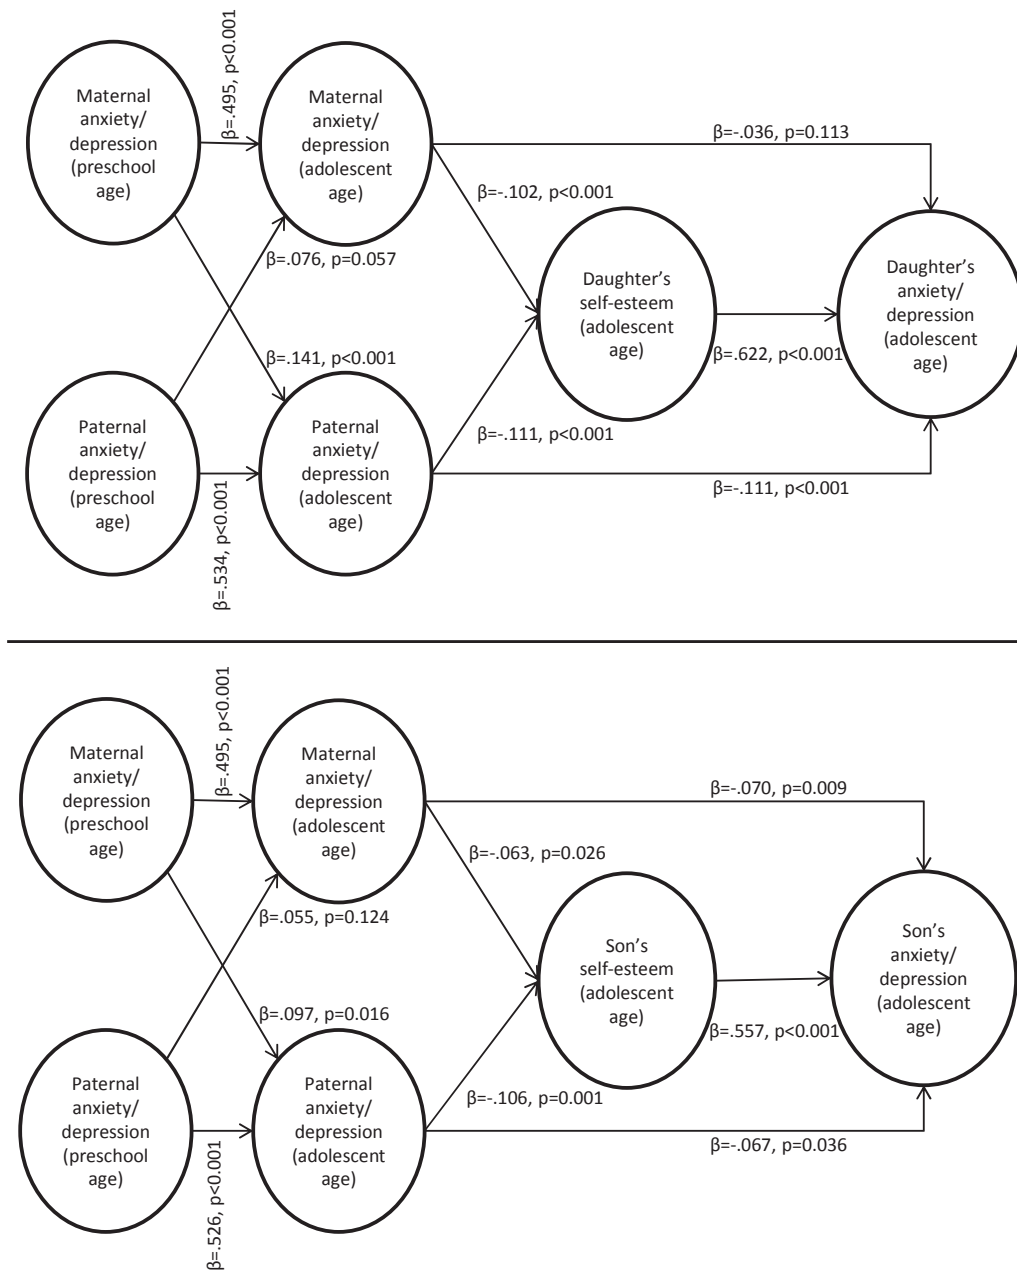 β=.495, p<0.001
Maternal
anxiety/
depression
(preschool
age)
Maternal
anxiety/
depression
(adolescent
age)
β=-.036, p=0.113
β=-.102, p<0.001
β=.076, p=0.057
Daughter's
self-esteem
(adolescent
age)
Daughter's
anxiety/
depression
(adolescent
age)
β=.622, p<0.001
β=.141, p<0.001
Paternal
anxiety/
depression
(preschool
age)
Paternal
anxiety/
depression
(adolescent
age)
β=-.111, p<0.001
β=-.111, p<0.001
β=.534, p<0.001
β=.495, p<0.001
Maternal
anxiety/
depression
(preschool
age)
Maternal
anxiety/
depression
(adolescent
age)
β=-.070, p=0.009
β=-.063, p=0.026
β=.055, p=0.124
Son's
self-esteem
(adolescent
age)
Son's
anxiety/
depression
(adolescent
age)
β=.557, p<0.001
β=.097, p=0.016
Paternal
anxiety/
depression
(preschool
age)
Paternal
anxiety/
depression
(adolescent
age)
β=-.106, p=0.001
β=-.067, p=0.036
β=.526, p<0.001